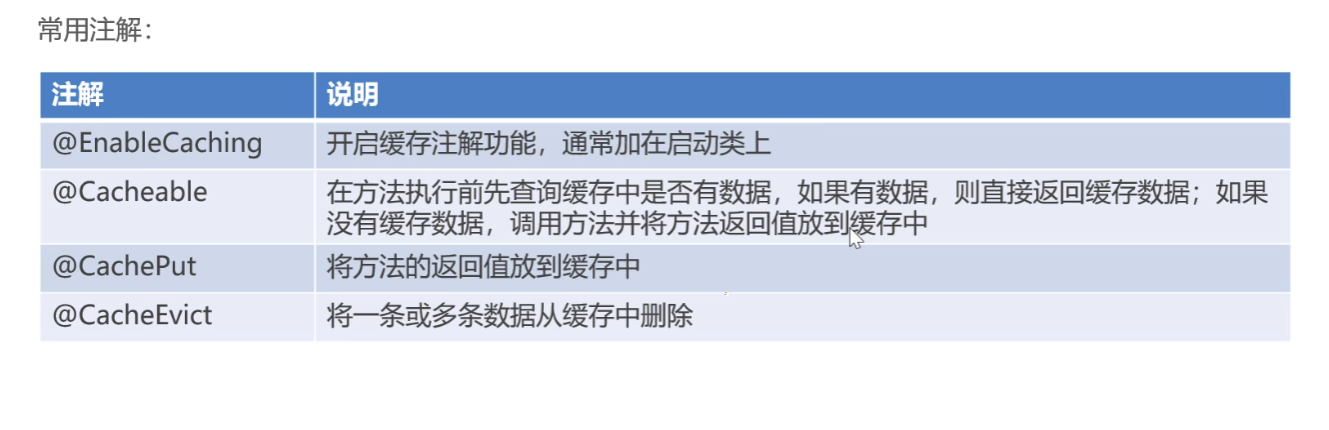 常用注解：
注解 说明
@EnableCaching 开启缓存注解功能，通常加在启动类上
@Cacheable 在方法执行前先查询缓存中是否有数据，如果有数据，则直接返回缓存数据；如果
没有缓存数据，调用方法并将方法返回值放到缓存中
@CachePut 将方法的返回值放到缓存中
@CacheEvict 将一条或多条数据从缓存中删除